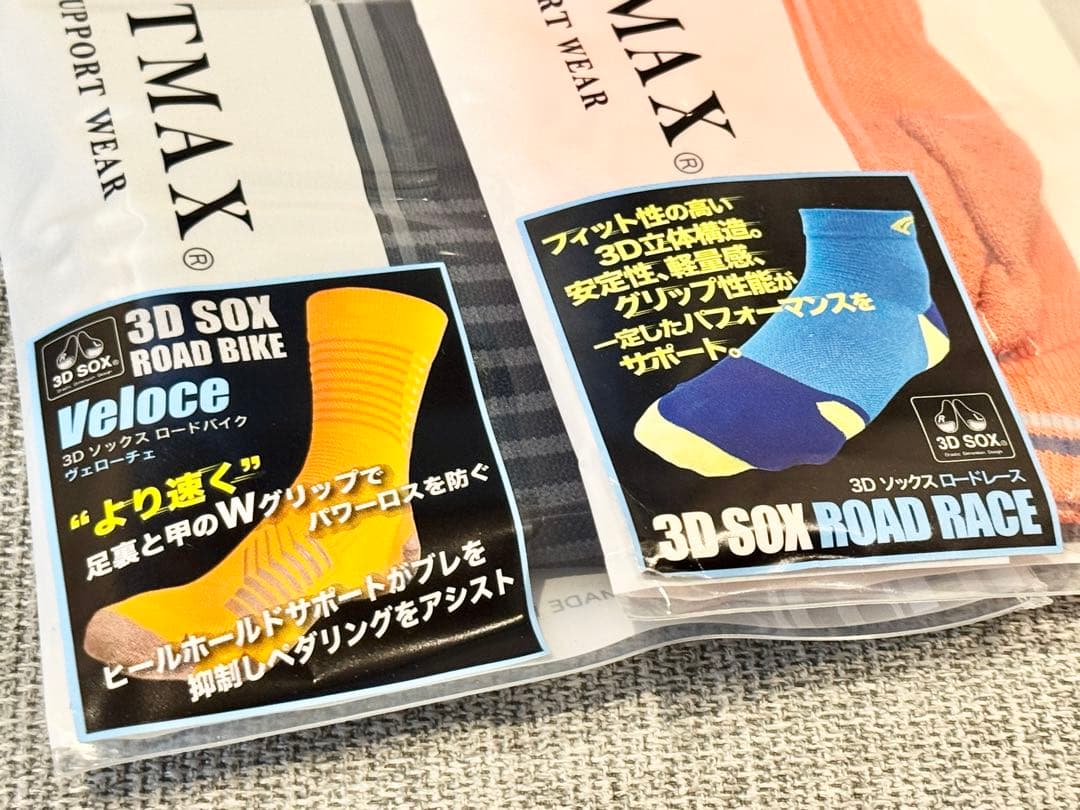 TMAX®
UPPORT WEAR
3D SOX®
3D SOX
ROAD BIKE
Veloce
3D ソックス ロードバイク
ヴェローチェ
“より速く”
足裏と甲のWグリップで
パワーロスを防ぐ
ヒールホールドサポートがブレを
抑制しペダリングをアシスト
MAX®
RT WEAR
フィット性の高い
3D立体構造。
安定性、軽量感、
グリップ性能が
一定したパフォーマンスを
サポート。
R
3D SOX®
Drastic Dimension Design
3D ソックス ロードレース
3D SOX ROAD RACE
MADE